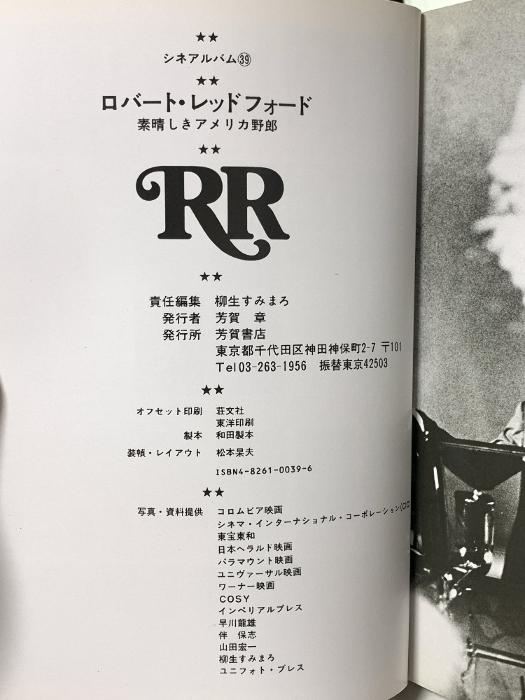 ★★
シネアルバム㊴
★★
ロバート・レッドフォード
素晴しきアメリカ野郎
★★
RR
★★
責任編集 柳生すみまろ
発行者 芳賀 章
発行所 芳賀書店
東京都千代田区神田神保町2-7 〒101
Tel 03-263-1956 振替東京42503
★★
オフセット印刷 荘文社
東洋印刷
製本 和田製本
装幀・レイアウト 松本杲夫
ISBN4-8261-0039-6
★★
写真・資料提供 コロムビア映画
シネマ・インターナショナル・コーポレーション
東宝東和
日本ヘラルド映画
パラマウント映画
ユニヴァーサル映画
ワーナー映画
COSY
インペリアルプレス
早川龍雄
伴 保志
山田宏一
柳生すみまろ
ユニフォト・プレス